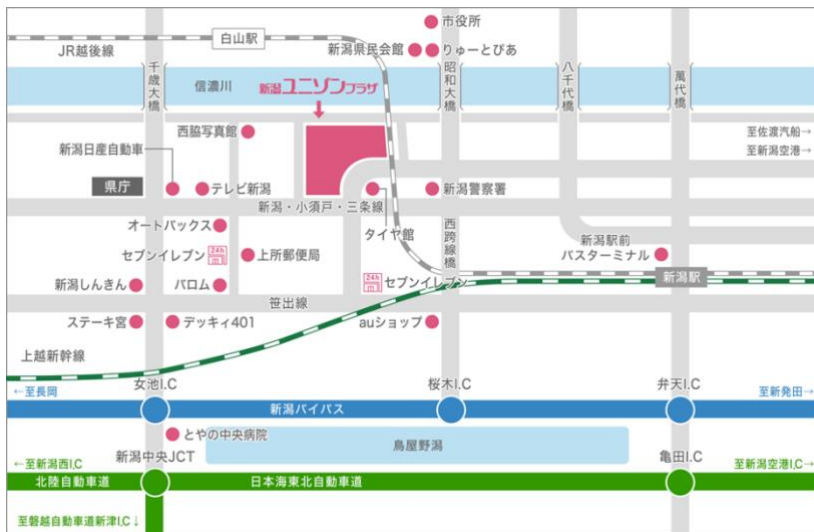 市役所
白山駅
JR越後線
新潟県民会館
りゅーとぴあ
千歳大橋
昭和大橋
八千代橋
萬代橋
信濃川
新潟ユニゾンプラザ
西脇写真館
至佐渡汽船→
新潟日産自動車
至新潟空港→
県庁
テレビ新潟
新潟警察署
新潟・小須戸・三条線
オートバックス
タイヤ館
西跨線橋
新潟駅前
バスターミナル
セブンイレブン
24h
上所郵便局
新潟駅
新潟しんきん
バロム
24h
セブンイレブン
笹出線
ステーキ宮
デッキィ401
auショップ
上越新幹線
女池I.C
桜木I.C
弁天I.C
←至長岡
新潟バイパス
至新発田→
とやの中央病院
鳥屋野潟
新潟中央JCT
亀田I.C
←至新潟西I,C
至新潟空港I,C→
北陸自動車道
日本海東北自動車道
至磐越自動車道新津I.C↓